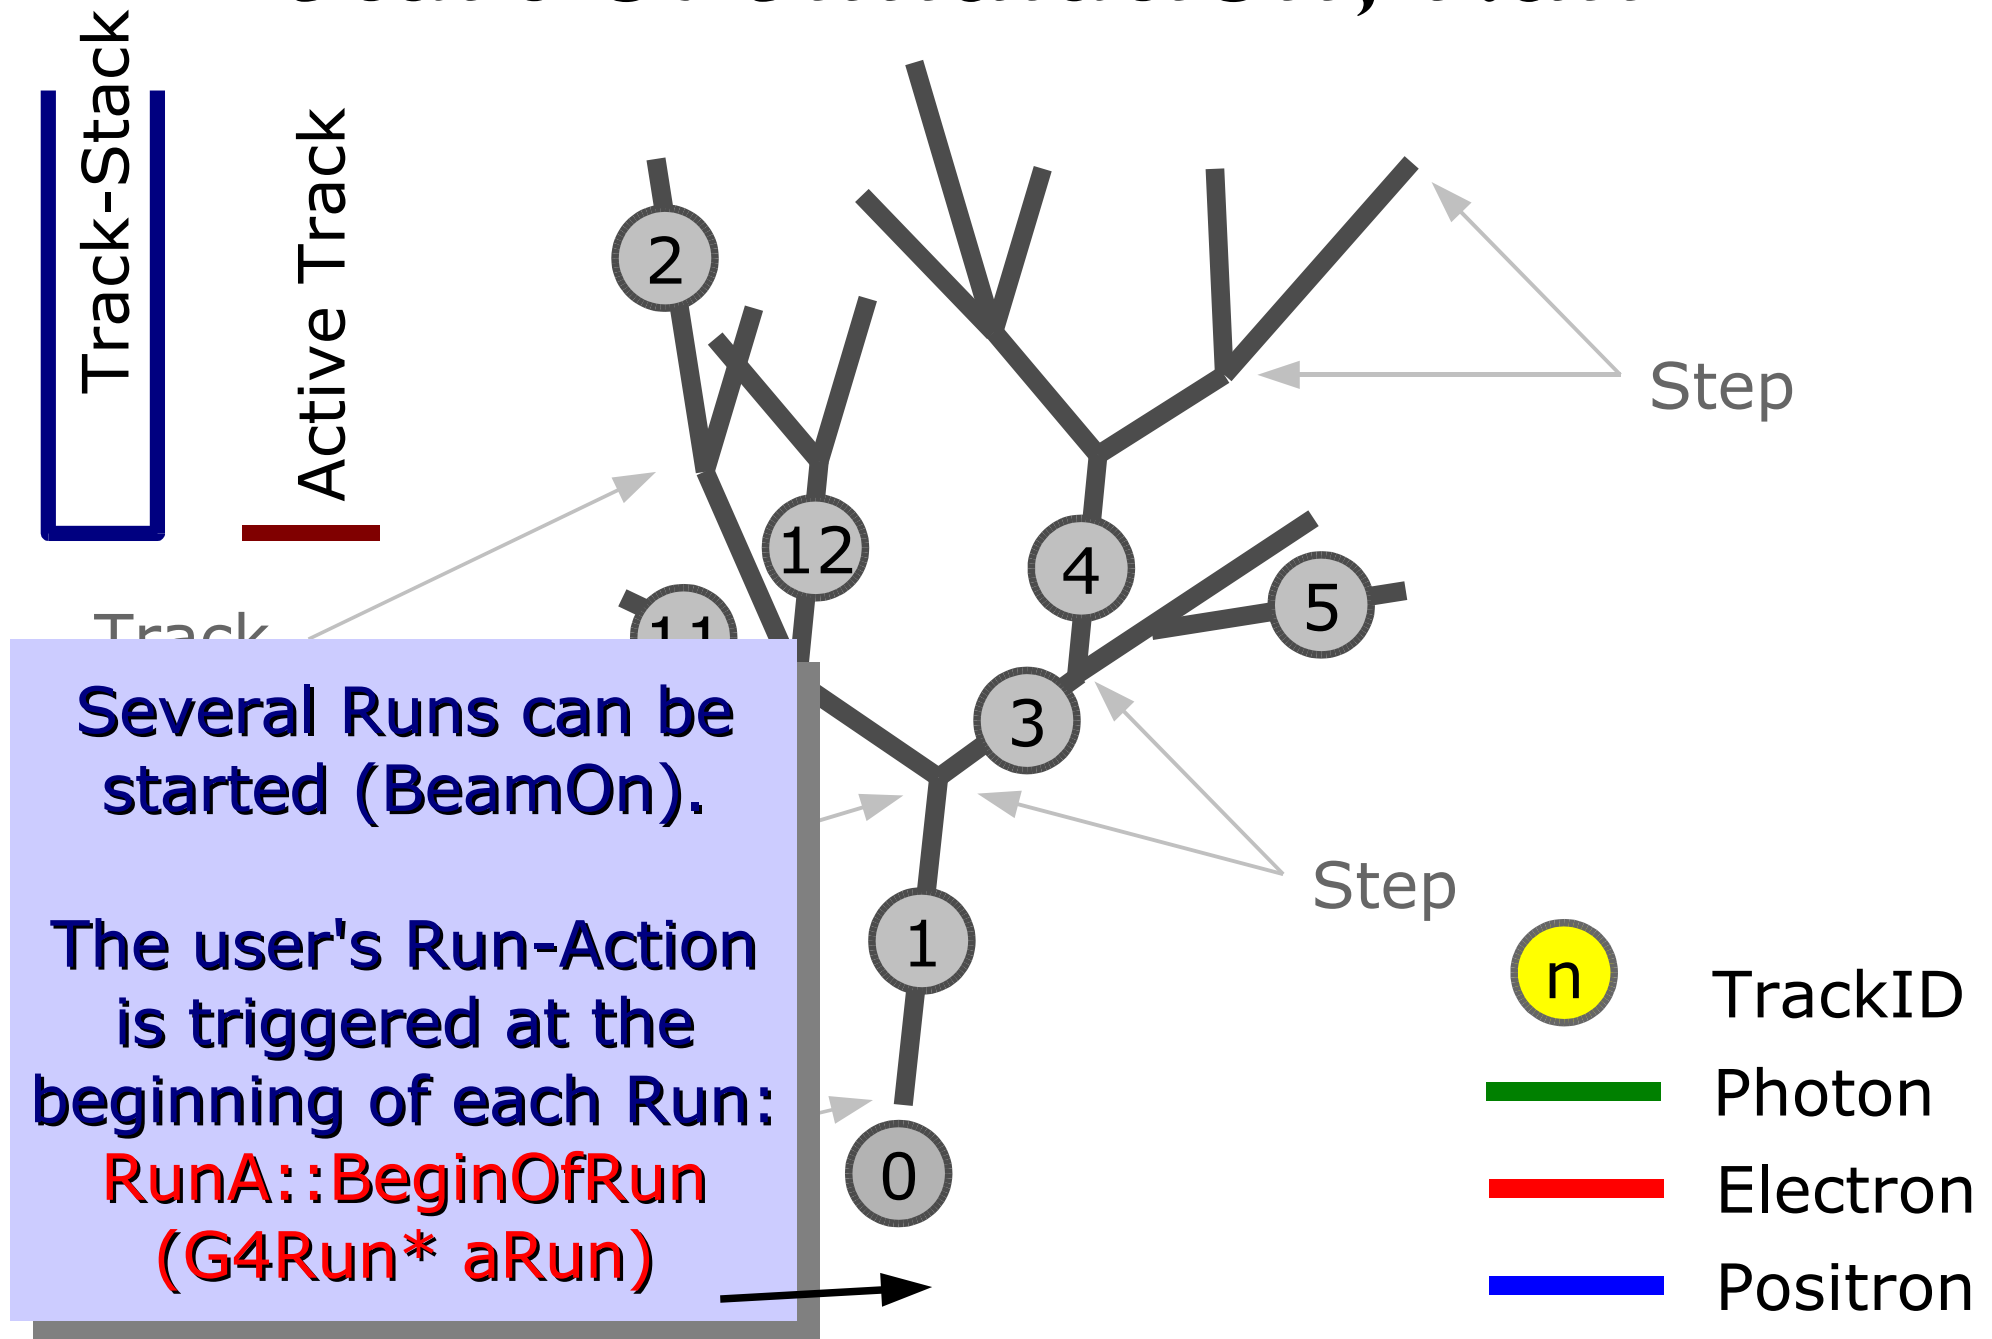 Track-Stack
Active Track
2
12
4
5
11
Step
Track
3
Several Runs can be
started (BeamOn).
The user's Run-Action
is triggered at the
beginning of each Run:
RunA::BeginOfRun
(G4Run* aRun)
Step
1
n
TrackID
Photon
0
Electron
Positron